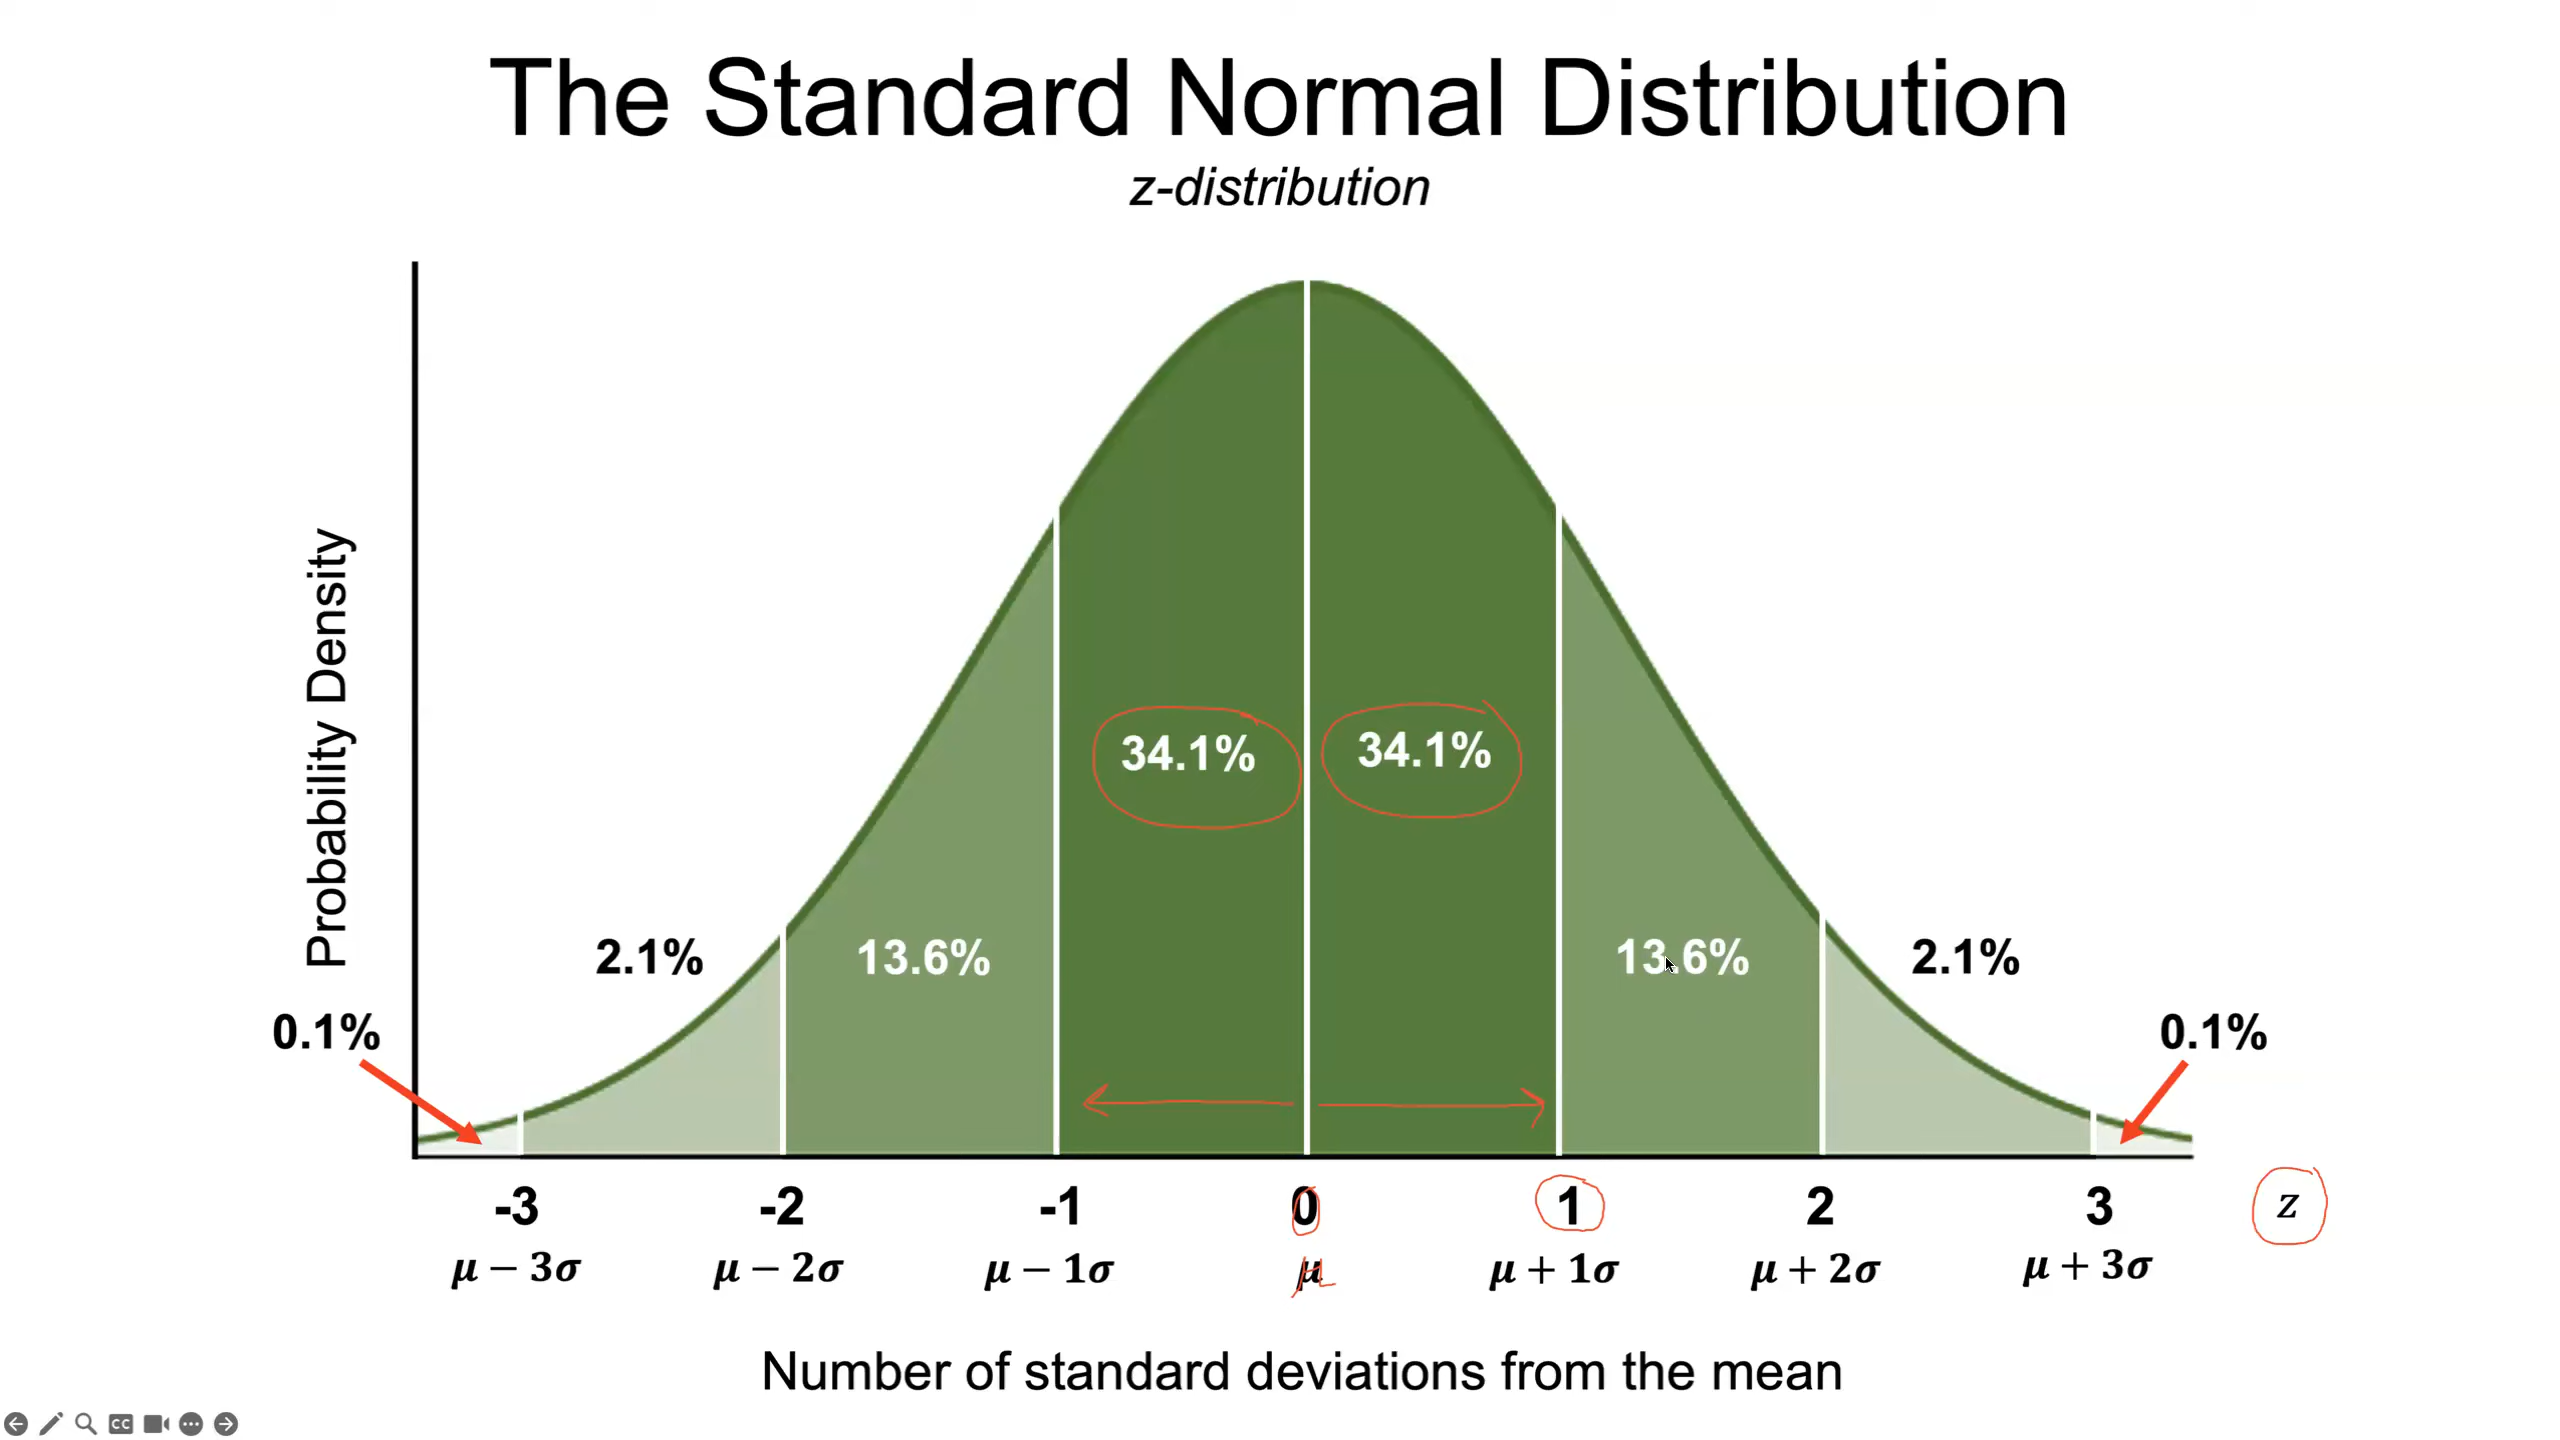 The Standard Normal Distribution
z-distribution
Probability Density
34.1% 34.1%
2.1% 13.6% 13.6% 2.1%
0.1% 0.1%
-3 -2 -1 0 1 2 3 z
μ − 3σ μ − 2σ μ − 1σ μ μ + 1σ μ + 2σ μ + 3σ
Number of standard deviations from the mean
CC